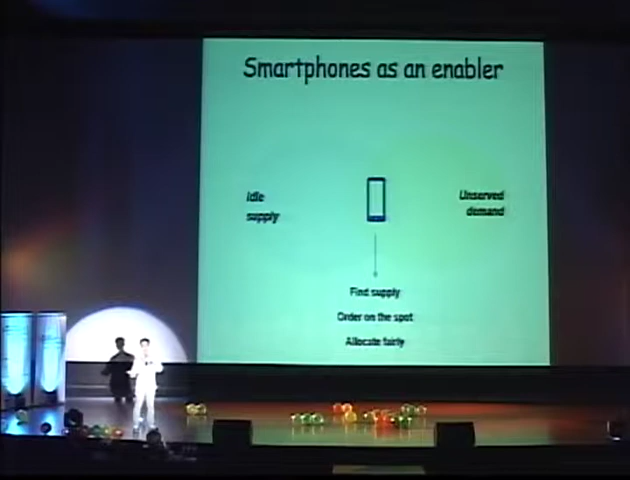 Smartphones as an enabler
Idle
supply
Unserved
demand
Find supply
Order on the spot
Allocate fairly